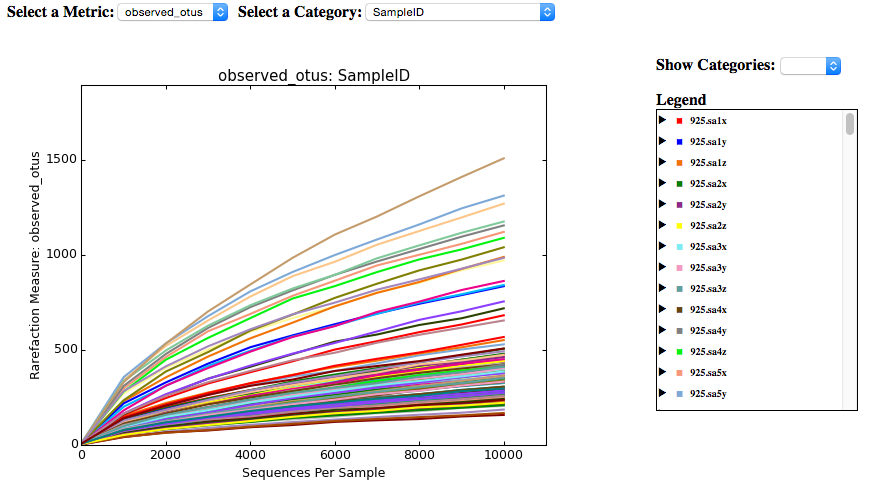 Select a Metric: observed_otus Select a Category: SampleID
observed_otus: SampleID
Show Categories:
Legend
925.sa1x
925.sa1y
925.sa1z
925.sa2x
925.sa2y
925.sa2z
925.sa3x
925.sa3y
925.sa3z
925.sa4x
925.sa4y
925.sa4z
925.sa5x
925.sa5y
Rarefaction Measure: observed_otus
1500
1000
500
0
0 2000 4000 6000 8000 10000
Sequences Per Sample